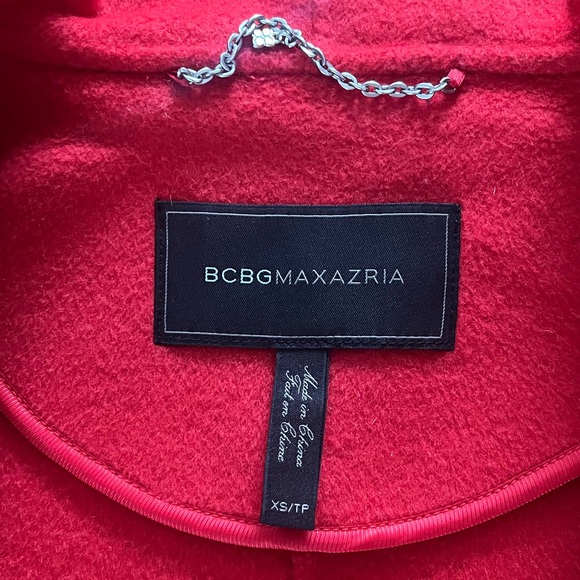 BCBGMAXAZRIA
Made in China
Fait en Chine
XS/TP